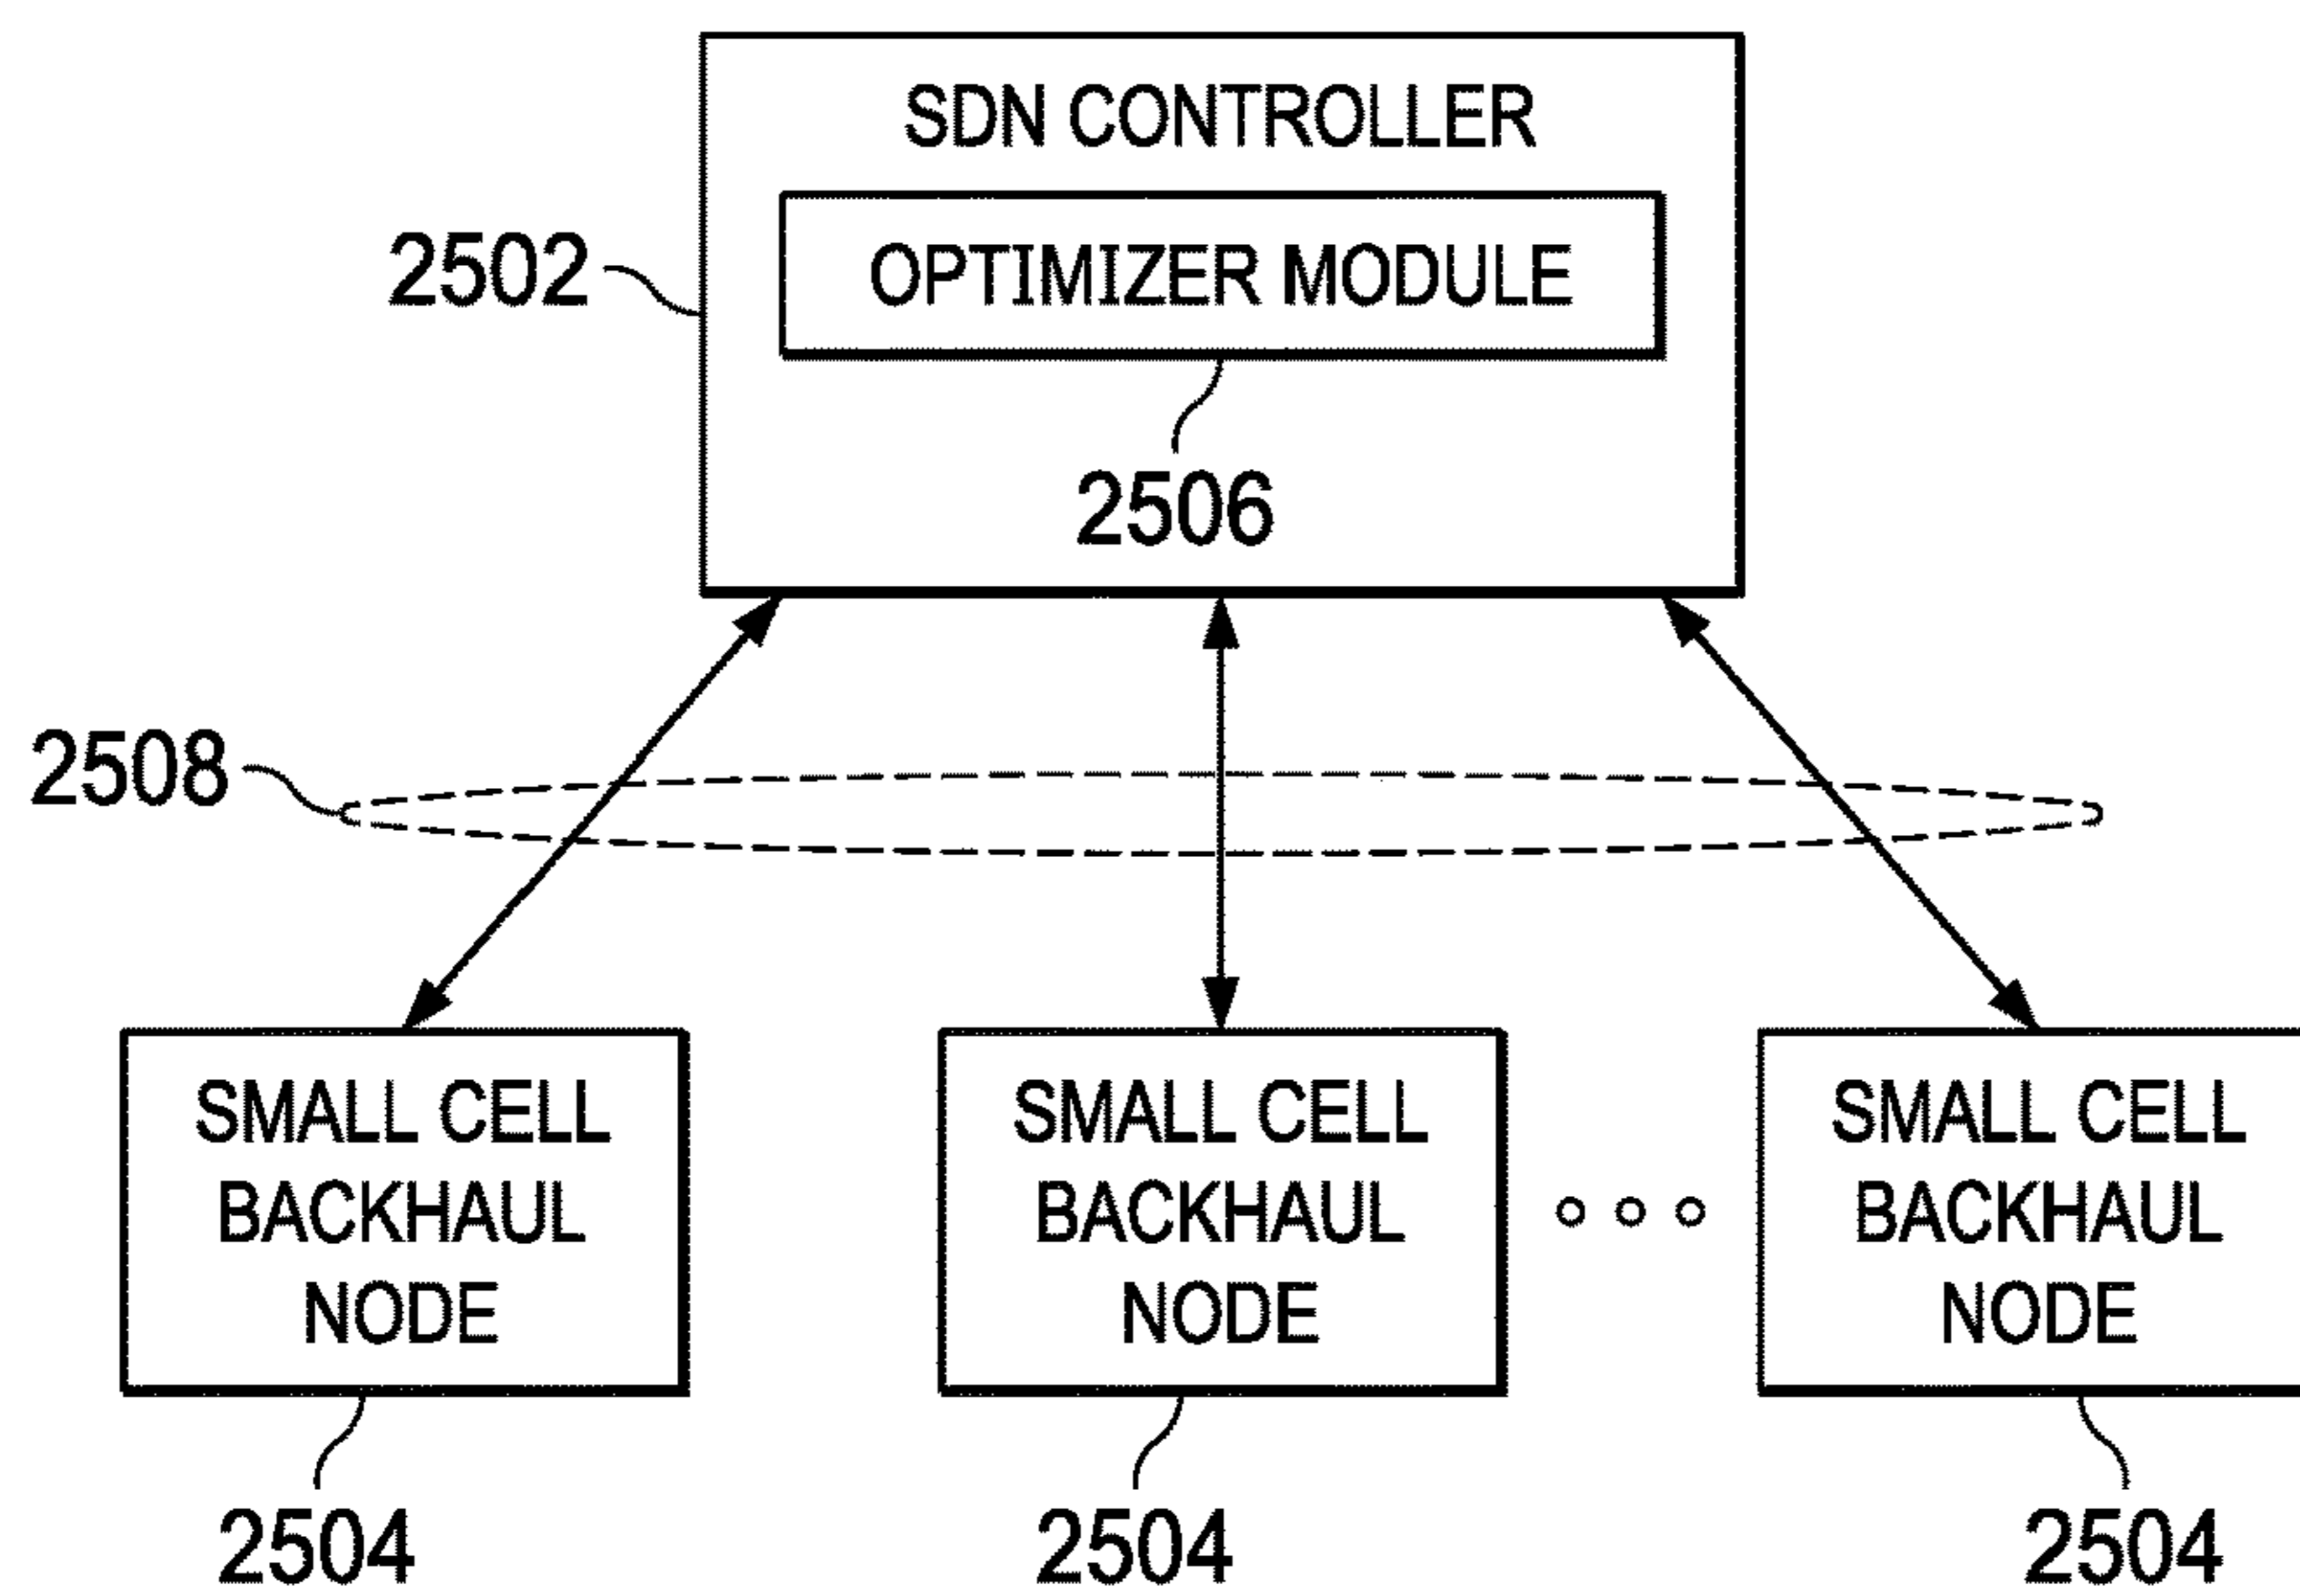 SDN CONTROLLER
OPTIMIZER MODULE
2502
2506
2508
SMALL CELL
BACKHAUL
NODE
SMALL CELL
BACKHAUL
NODE
SMALL CELL
BACKHAUL
NODE
2504
2504
2504